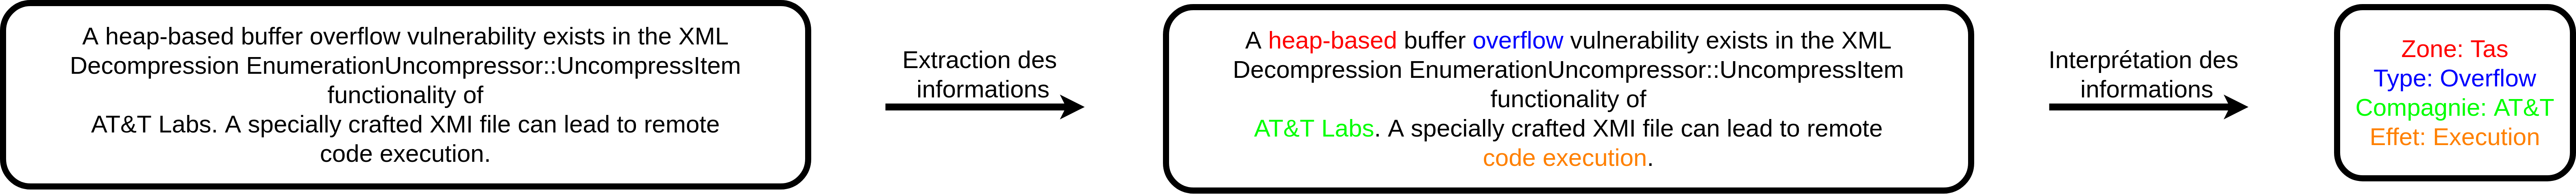 A heap-based buffer overflow vulnerability exists in the XML
Decompression EnumerationUncompressor::UncompressItem
functionality of
AT&T Labs. A specially crafted XMI file can lead to remote
code execution.
Extraction des
informations
A heap-based buffer overflow vulnerability exists in the XML
Decompression EnumerationUncompressor::UncompressItem
functionality of
AT&T Labs. A specially crafted XMI file can lead to remote
code execution.
Interprétation des
informations
Zone: Tas
Type: Overflow
Compagnie: AT&T
Effet: Execution